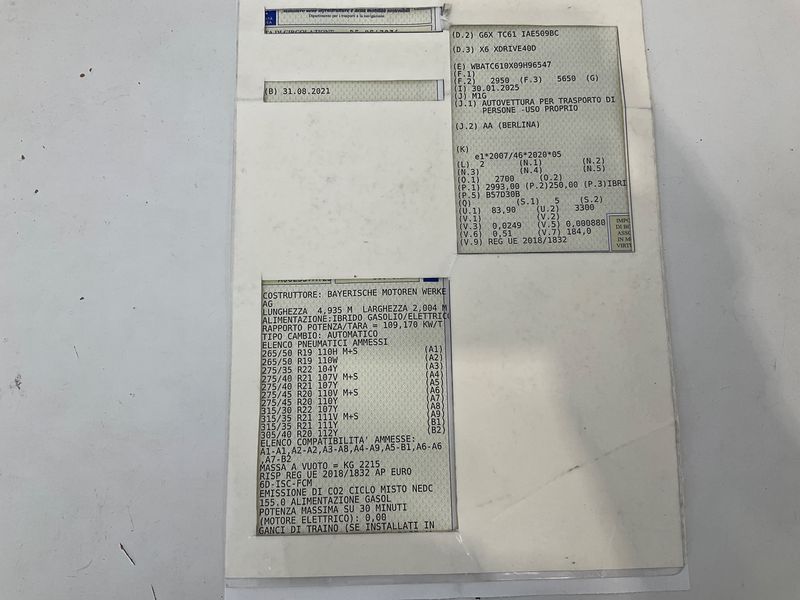 Dipartimento per i trasporti e la navigazione
(B) 31.08.2021
(D.2) G6X TC61 IAE509BC
(D.3) X6 XDRIVE40D
(E) WBATC610X09H96547
(F.1)
(F.2) 2950 (F.3) 5650 (G)
(I) 30.01.2025
(J) M1G
(J.1) AUTOVETTURA PER TRASPORTO DI
PERSONE -USO PROPRIO
(J.2) AA (BERLINA)
(K)
e1*2007/46*2020*05
(L) 2 (N.1) (N.2)
(N.3) (N.4) (N.5)
(O.1) 2700 (O.2)
(P.1) 2993,00 (P.2)250,00 (P.3)IBRI
(P.5) B57D30B
(Q) (S.1) 5 (S.2)
(U.1) 83,90 (U.2) 3300
(V.1) (V.2)
(V.3) 0,0249 (V.5) 0,000880
(V.6) 0,51 (V.7) 184,0
(V.9) REG UE 2018/1832
COSTRUTTORE: BAYERISCHE MOTOREN WERKE
AG
LUNGHEZZA 4,935 M LARGHEZZA 2,004 M
ALIMENTAZIONE:IBRIDO GASOLIO/ELETTRIC
RAPPORTO POTENZA/TARA = 109,170 KW/T
TIPO CAMBIO: AUTOMATICO
ELENCO PNEUMATICI AMMESSI
265/50 R19 110H M+S (A1)
265/50 R19 110W (A2)
275/35 R22 104Y (A3)
275/40 R21 107V M+S (A4)
275/40 R21 107Y (A5)
275/45 R20 110V M+S (A6)
275/45 R20 110Y (A7)
315/30 R22 107Y (A8)
315/35 R21 111V M+S (A9)
315/35 R21 111Y (B1)
305/40 R20 112Y (B2)
ELENCO COMPATIBILITA' AMMESSE:
A1-A1,A2-A2,A3-A8,A4-A9,A5-B1,A6-A6
,A7-B2
MASSA A VUOTO = KG 2215
RISP REG UE 2018/1832 AP EURO
6D-ISC-FCM
EMISSIONE DI CO2 CICLO MISTO NEDC
155.0 ALIMENTAZIONE GASOL
POTENZA MASSIMA SU 30 MINUTI
(MOTORE ELETTRICO): 0,00
GANCI DI TRAINO (SE INSTALLATI IN